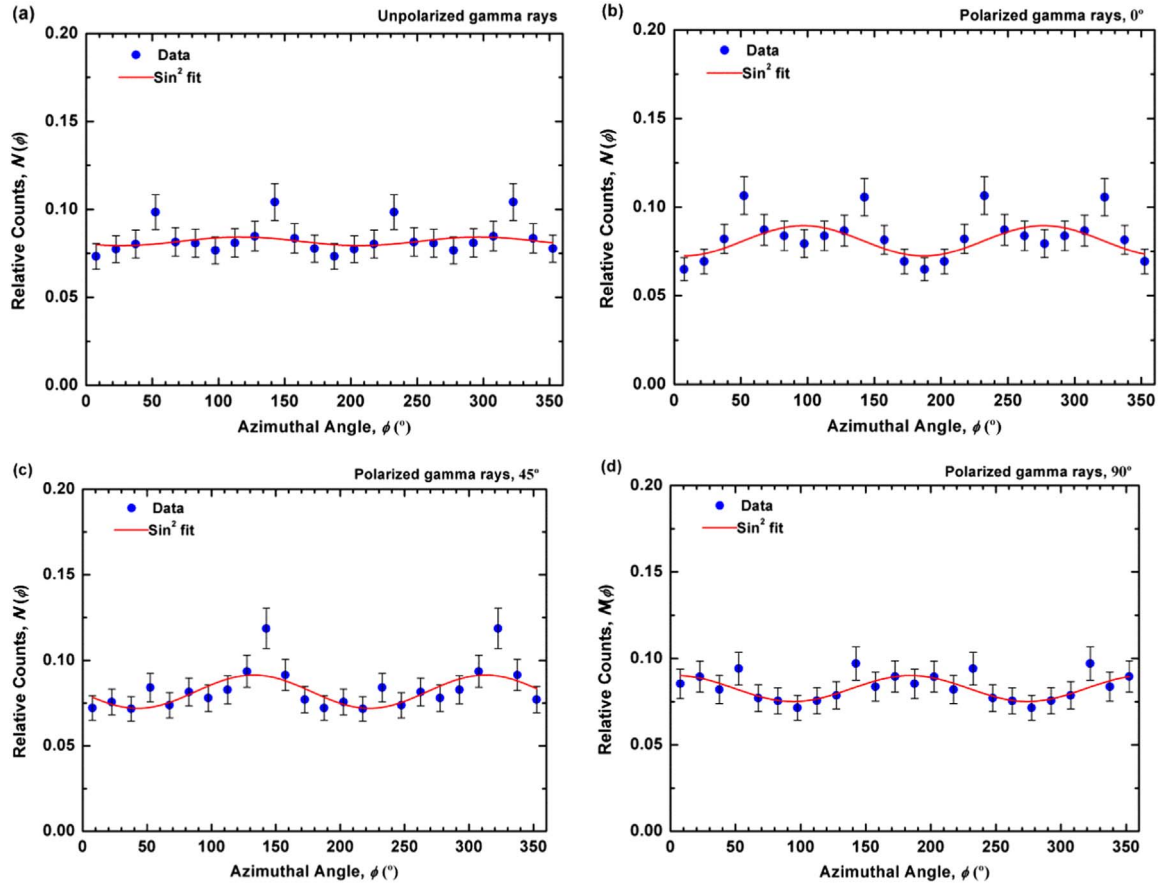 (a)
Unpolarized gamma rays
0.20
0.15
0.10
0.05
0.00
Relative Counts, N(ϕ)
Data
Sin² fit
0 50 100 150 200 250 300 350
Azimuthal Angle, ϕ (º)
(b)
Polarized gamma rays, 0º
0.20
0.15
0.10
0.05
0.00
Relative Counts, N(ϕ)
Data
Sin² fit
0 50 100 150 200 250 300 350
Azimuthal Angle, ϕ (º)
(c)
Polarized gamma rays, 45º
0.20
0.15
0.10
0.05
0.00
Relative Counts, N(ϕ)
Data
Sin² fit
0 50 100 150 200 250 300 350
Azimuthal Angle, ϕ (º)
(d)
Polarized gamma rays, 90º
0.20
0.15
0.10
0.05
0.00
Relative Counts, N(ϕ)
Data
Sin² fit
0 50 100 150 200 250 300 350
Azimuthal Angle, ϕ (º)